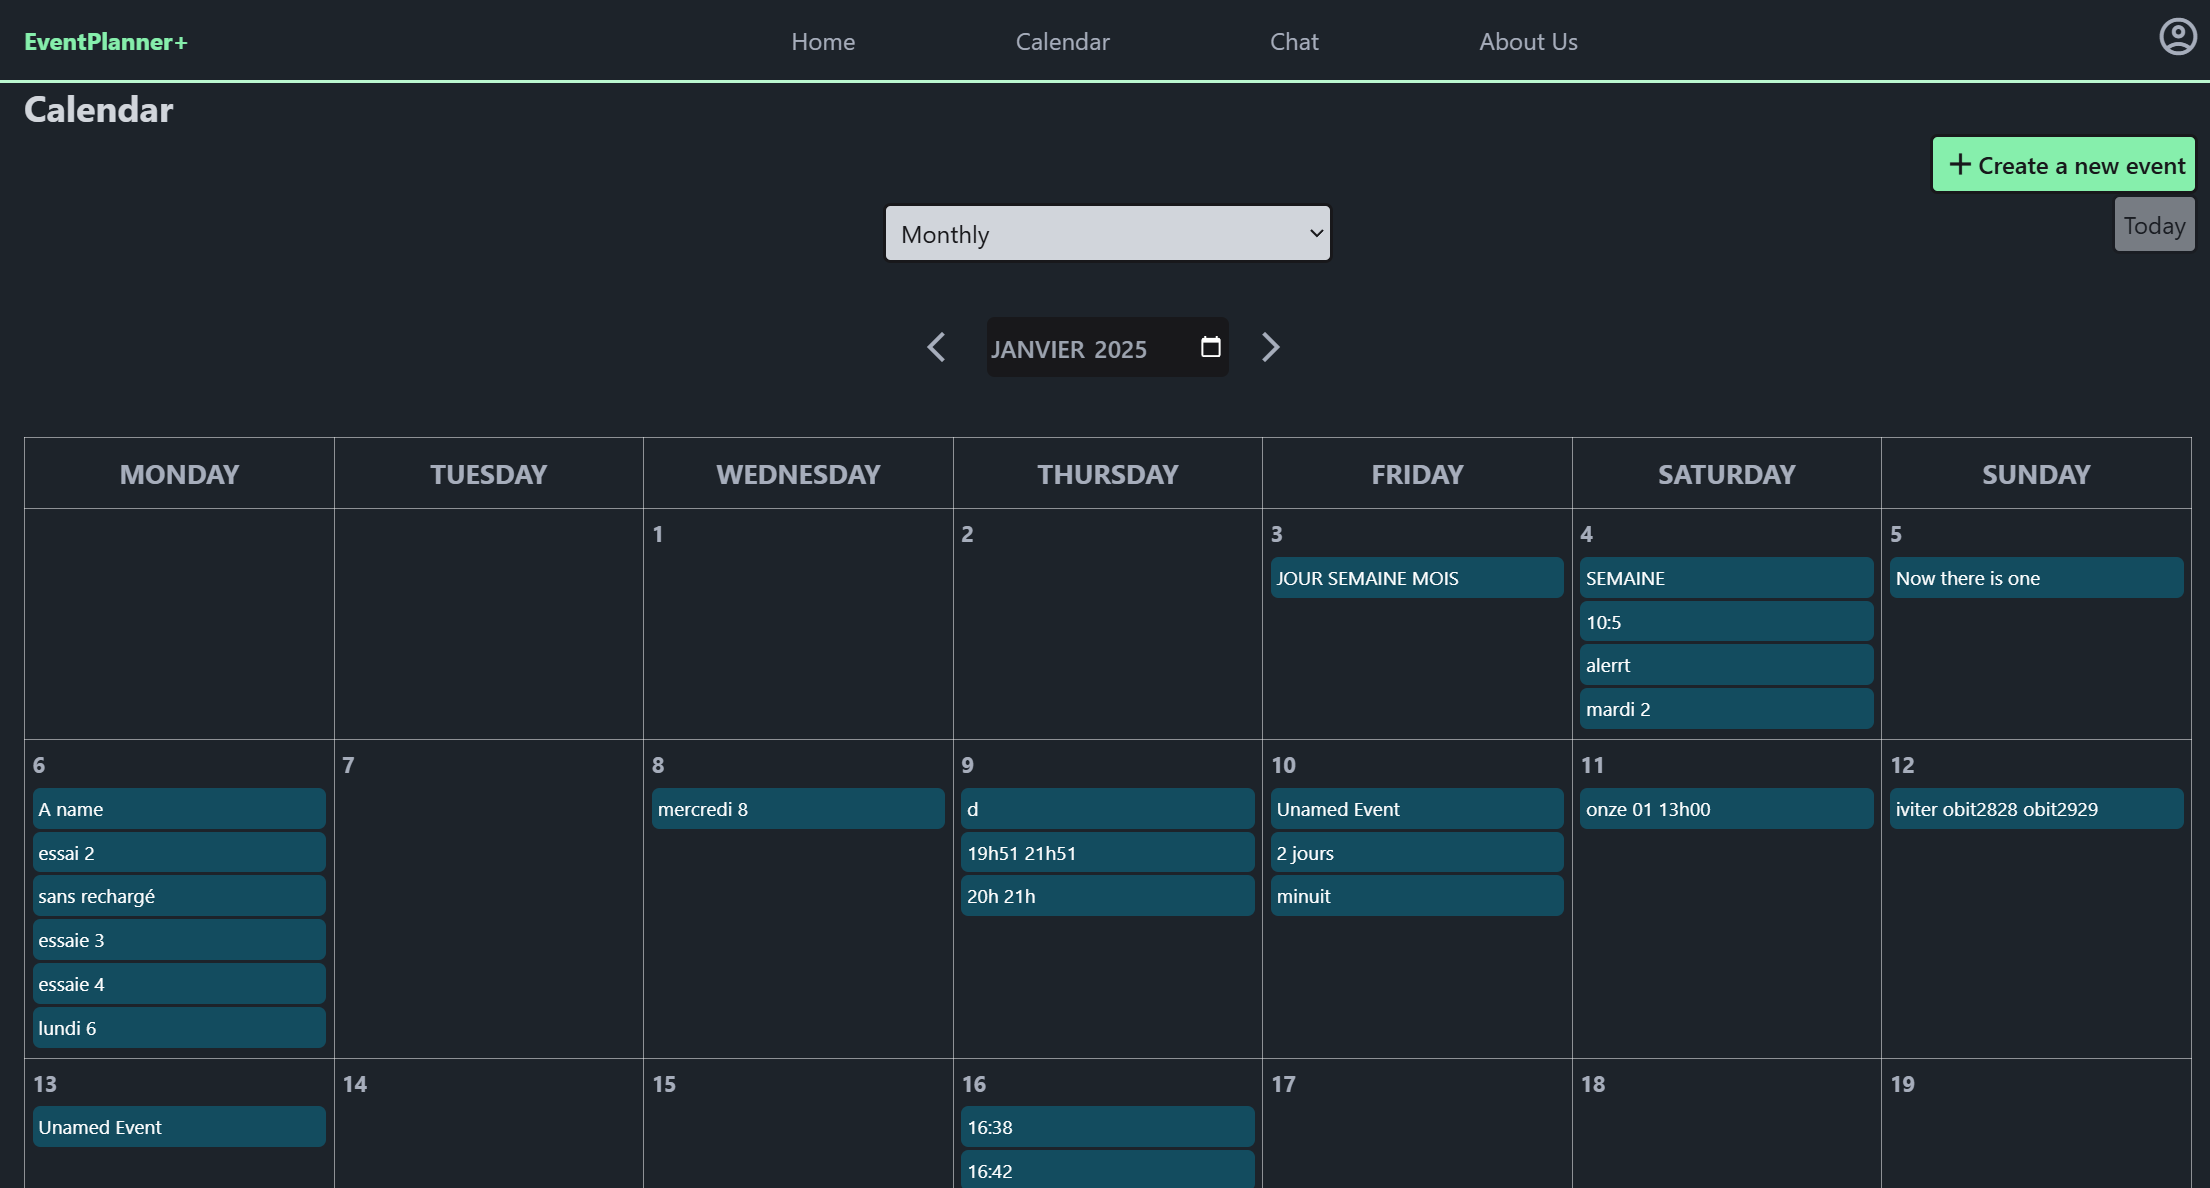 EventPlanner+
Home
Calendar
Chat
About Us
Calendar
Create a new event
Today
Monthly
JANVIER 2025
MONDAY
TUESDAY
WEDNESDAY
THURSDAY
FRIDAY
SATURDAY
SUNDAY
1
2
3
JOUR SEMAINE MOIS
4
SEMAINE
10:5
alerrt
mardi 2
5
Now there is one
6
A name
essai 2
sans rechargé
essaie 3
essaie 4
lundi 6
7
8
mercredi 8
9
d
19h51 21h51
20h 21h
10
Unamed Event
2 jours
minuit
11
onze 01 13h00
12
iviter obit2828 obit2929
13
Unamed Event
14
15
16
16:38
16:42
17
18
19